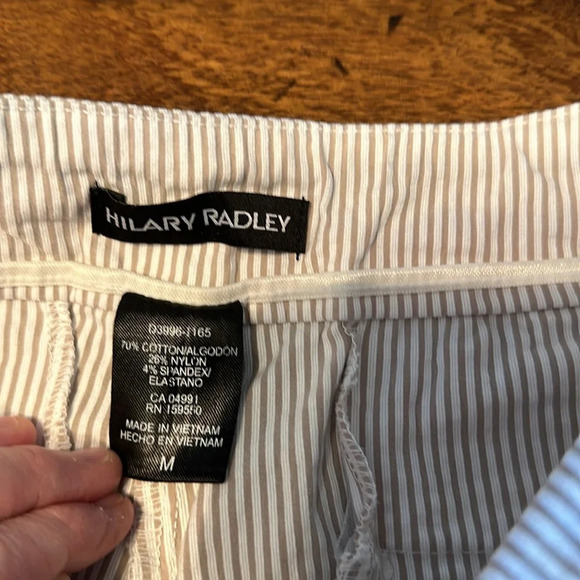 HILARY RADLEY
D3996-1165
70% COTTON/ALGODÓN
26% NYLON
4% SPANDEX/
ELASTANO
CA 04991
RN 159550
MADE IN VIETNAM
HECHO EN VIETNAM
M